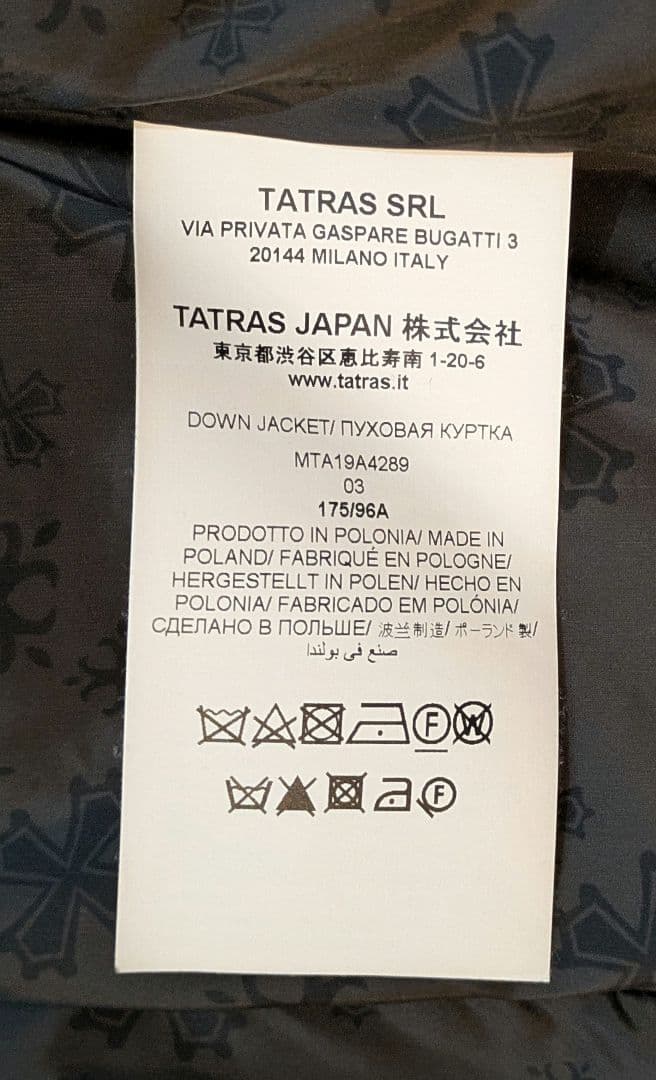 TATRAS SRL
VIA PRIVATA GASPARE BUGATTI 3
20144 MILANO ITALY
TATRAS JAPAN 株式会社
東京都渋谷区恵比寿南 1-20-6
www.tatras.it
DOWN JACKET/ ПУХОВАЯ КУРТКА
MTA19A4289
03
175/96A
PRODOTTO IN POLONIA/ MADE IN
POLAND/ FABRIQUÉ EN POLOGNE/
HERGESTELLT IN POLEN/ HECHO EN
POLONIA/ FABRICADO EM POLÓNIA/
СДЕЛАНО В ПОЛЬШЕ/ 波兰制造/ ポーランド製/
صنع في بولندا
F W
F